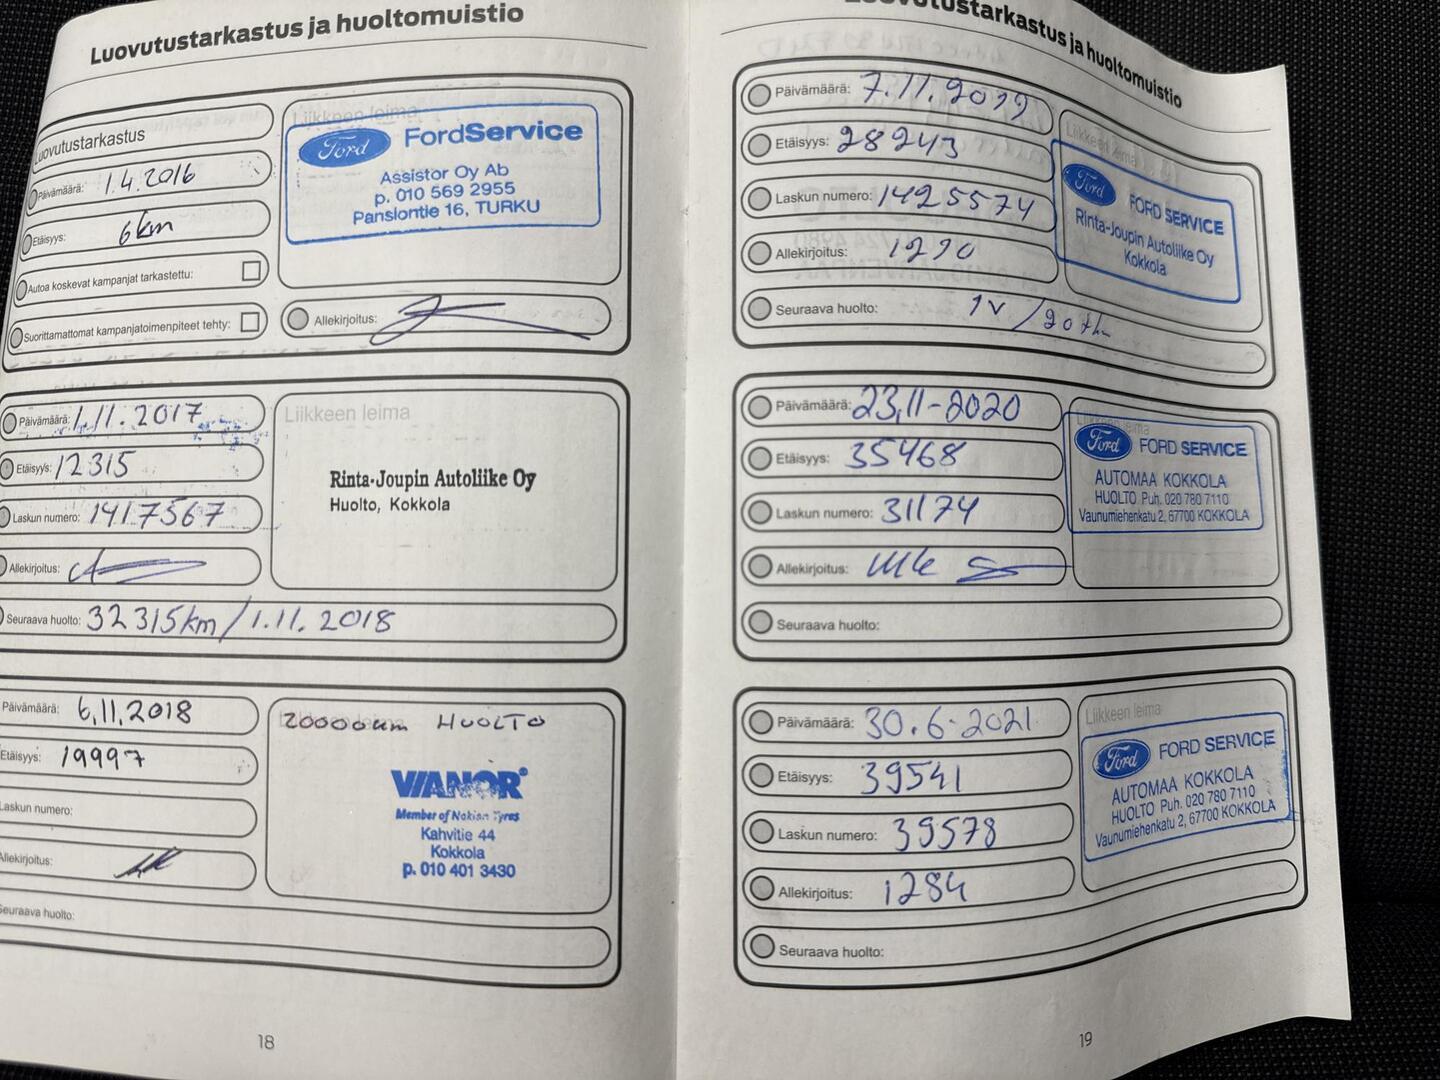 Luovutustarkastus ja huoltomuistio
Luovutustarkastus
Päivämäärä: 1.4.2016
Etäisyys: 6km
Autoa koskevat kampanjat tarkastettu:
Suorittamattomat kampanjatoimenpiteet tehty:
Liikkeen leima
Ford FordService
Assistor Oy Ab
p. 010 569 2955
Pansiontie 16, TURKU
Allekirjoitus:
Päivämäärä: 1.11.2017
Etäisyys: 12315
Laskun numero: 1417567
Allekirjoitus:
Seuraava huolto: 32315km/1.11.2018
Liikkeen leima
Rinta-Joupin Autoliike Oy
Huolto, Kokkola
Päivämäärä: 6.11.2018
Etäisyys: 19997
Laskun numero:
Allekirjoitus:
Seuraava huolto:
20000km HUOLTO
VIANOR
Member of Nokian Tyres
Kahvitie 44
Kokkola
p. 010 401 3430
18
Luovutustarkastus ja huoltomuistio
Päivämäärä: 7.11.2019
Etäisyys: 28243
Laskun numero: 1425574
Allekirjoitus: 1290
Seuraava huolto: 1v/20tkm
Liikkeen leima
Ford FORD SERVICE
Rinta-Joupin Autoliike Oy
Kokkola
Päivämäärä: 23.11-2020
Etäisyys: 35468
Laskun numero: 31174
Allekirjoitus:
Seuraava huolto:
Liikkeen leima
Ford FORD SERVICE
AUTOMAA KOKKOLA
HUOLTO Puh. 020 780 7110
Vaunumiehenkatu 2, 67700 KOKKOLA
Päivämäärä: 30.6-2021
Etäisyys: 39541
Laskun numero: 39578
Allekirjoitus: 1284
Seuraava huolto:
Liikkeen leima
Ford FORD SERVICE
AUTOMAA KOKKOLA
HUOLTO Puh. 020 780 7110
Vaunumiehenkatu 2, 67700 KOKKOLA
19